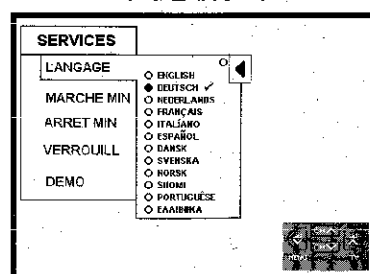 SERVICES
LANGAGE
MARCHE MIN
ARRET MIN
VERROUILL
DEMO
ENGLISH
DEUTSCH ✓
NEDERLANDS
FRANÇAIS
ITALIANO
ESPAÑOL
DANSK
SVENSKA
NORSK
SUOMI
PORTUGUÊSE
ΕΛΛΙΝΙΚΑ